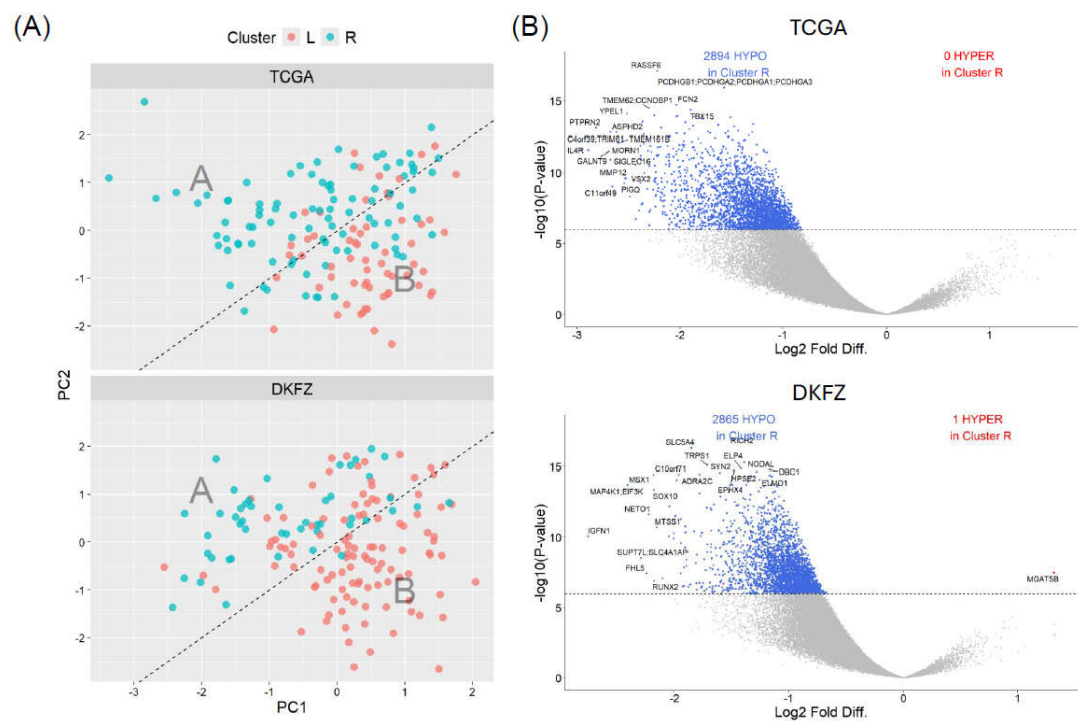 (A)
Cluster L R
TCGA
A
B
2
1
0
-1
-2
DKFZ
A
B
2
1
0
-1
-2
-3 -2 -1 0 1 2
PC1
PC2
(B)
TCGA
2894 HYPO
in Cluster R
0 HYPER
in Cluster R
RASSF6
PCDHGB1;PCDHGA2;PCDHGA1;PCDHGA3
TMEM62;CCNDBP1 FCN2
YPEL1 TBX15
PTPRN2 ASPHD2
C4orf39;TRIM61 TMEM181B
IL4R MORN1
GALNT9 SIGLEC16
MMP12 VSX2
C11orf49 PIGQ
15
10
5
0
-3 -2 -1 0 1
-log10(P-value)
Log2 Fold Diff.
DKFZ
2865 HYPO
in Cluster R
1 HYPER
in Cluster R
RICH2
SLC5A4
TRPS1 ELP4
SYN2 NODAL
C10orf71 DBC1
MSX1 ADRA2C HPSE2 ELMO1
MAP4K1;EIF3K EPHX4
SOX10
NETO1
MTSS1
IGFN1
SUPT7L;SLC4A1AP
FHL5
RUNX2
MGAT5B
15
10
5
0
-2 -1 0 1
-log10(P-value)
Log2 Fold Diff.